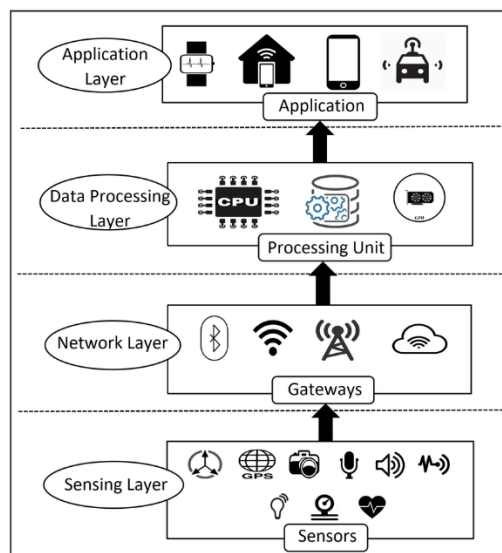 Application
Layer
Application
Data Processing
Layer
CPU
Processing Unit
Network Layer
Gateways
GPS
Sensing Layer
Sensors